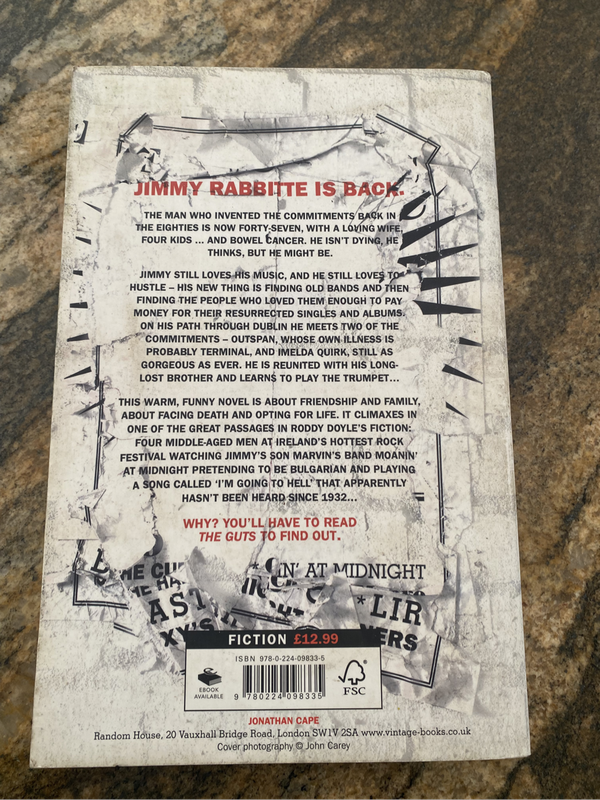 JIMMY RABBITTE IS BACK.
THE MAN WHO INVENTED THE COMMITMENTS BACK IN
THE EIGHTIES IS NOW FORTY-SEVEN, WITH A LOVING WIFE,
FOUR KIDS ... AND BOWEL CANCER. HE ISN'T DYING, HE
THINKS, BUT HE MIGHT BE.
JIMMY STILL LOVES HIS MUSIC, AND HE STILL LOVES TO
HUSTLE – HIS NEW THING IS FINDING OLD BANDS AND THEN
FINDING THE PEOPLE WHO LOVED THEM ENOUGH TO PAY
MONEY FOR THEIR RESURRECTED SINGLES AND ALBUMS.
ON HIS PATH THROUGH DUBLIN HE MEETS TWO OF THE
COMMITMENTS – OUTSPAN, WHOSE OWN ILLNESS IS
PROBABLY TERMINAL, AND IMELDA QUIRK, STILL AS
GORGEOUS AS EVER. HE IS REUNITED WITH HIS LONG-
LOST BROTHER AND LEARNS TO PLAY THE TRUMPET...
THIS WARM, FUNNY NOVEL IS ABOUT FRIENDSHIP AND FAMILY,
ABOUT FACING DEATH AND OPTING FOR LIFE. IT CLIMAXES IN
ONE OF THE GREAT PASSAGES IN RODDY DOYLE'S FICTION:
FOUR MIDDLE-AGED MEN AT IRELAND'S HOTTEST ROCK
FESTIVAL WATCHING JIMMY'S SON MARVIN'S BAND MOANIN'
AT MIDNIGHT PRETENDING TO BE BULGARIAN AND PLAYING
A SONG CALLED 'I'M GOING TO HELL' THAT APPARENTLY
HASN'T BEEN HEARD SINCE 1932...
WHY? YOU'LL HAVE TO READ
THE GUTS TO FIND OUT.
IN' AT MIDNIGHT
*LIR
FICTION £12.99
ISBN 978-0-224-09833-5
EBOOK
AVAILABLE
9 780224 098335
FSC
JONATHAN CAPE
Random House, 20 Vauxhall Bridge Road, London SW1V 2SA www.vintage-books.co.uk
Cover photography © John Carey